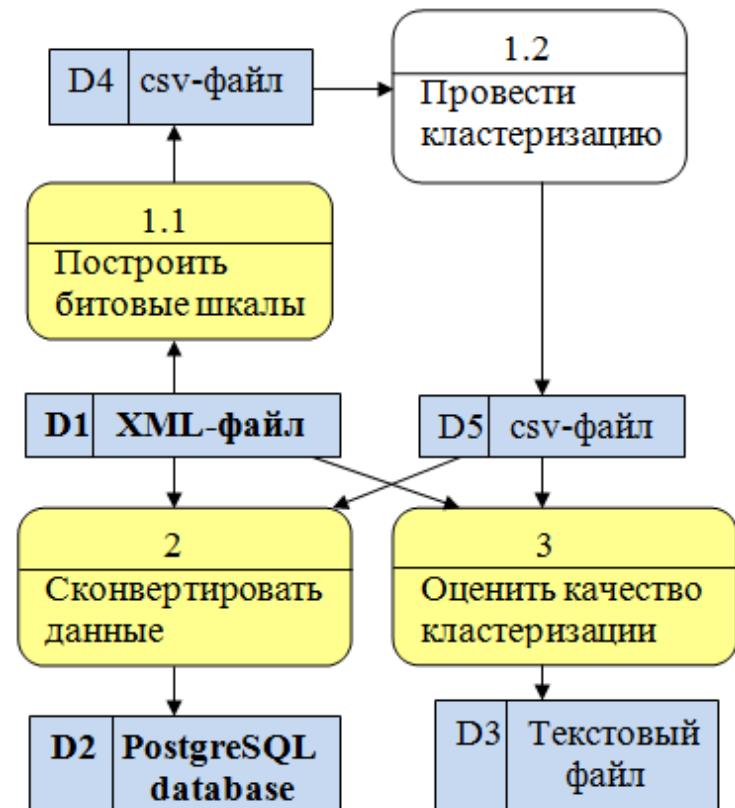 D4 csv-файл
1.2
Провести
кластеризацию
1.1
Построить
битовые шкалы
D1 XML-файл
D5 csv-файл
2
Сконвертировать
данные
3
Оценить качество
кластеризации
D2 PostgreSQL
database
D3 Текстовый
файл